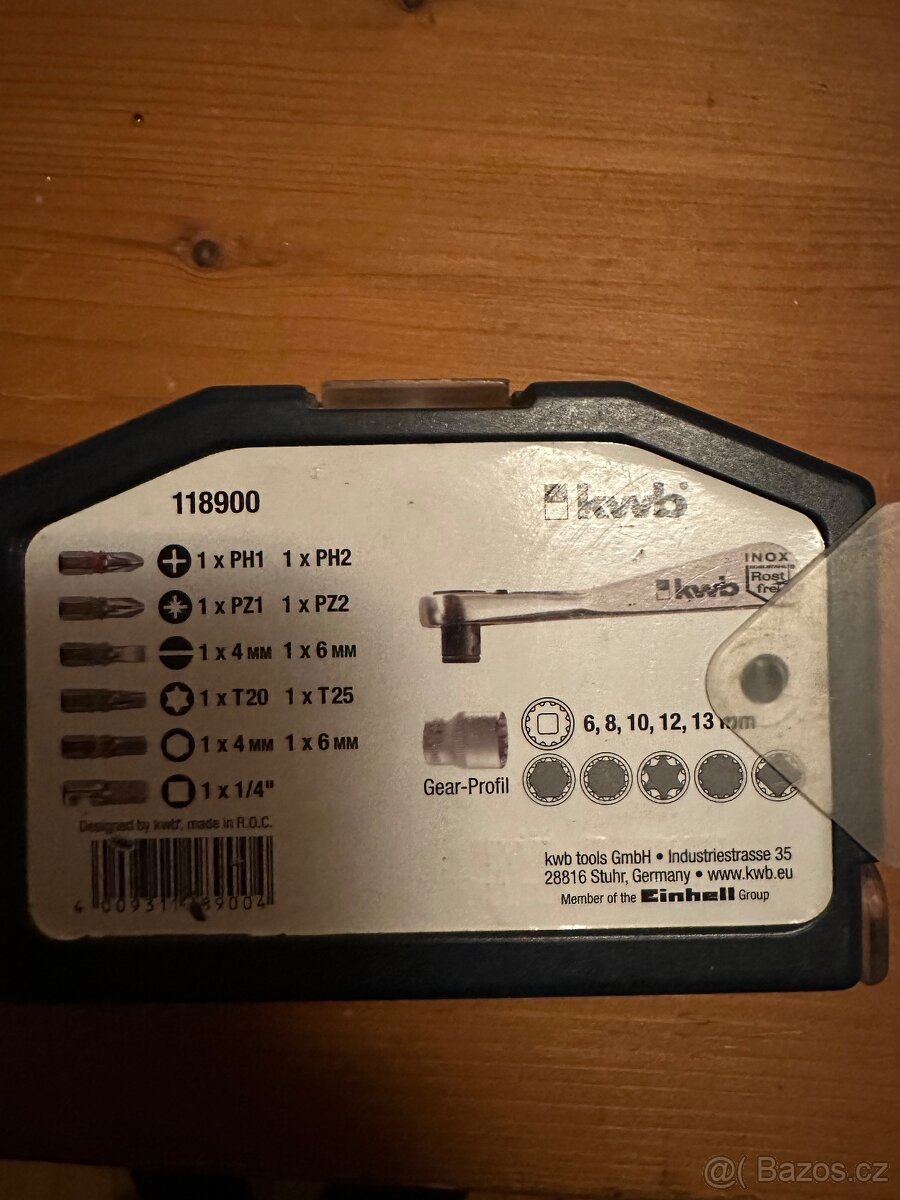 118900
kwb
1 x PH1 1 x PH2
1 x PZ1 1 x PZ2
1 x 4 MM 1 x 6 MM
1 x T20 1 x T25
1 x 4 MM 1 x 6 MM
1 x 1/4"
Designed by kwb, made in R.O.C.
INOX
Rost
frei
kwb
6, 8, 10, 12, 13 mm
Gear-Profil
kwb tools GmbH • Industriestrasse 35
28816 Stuhr, Germany • www.kwb.eu
Member of the Einhell Group
@( Bazos.cz